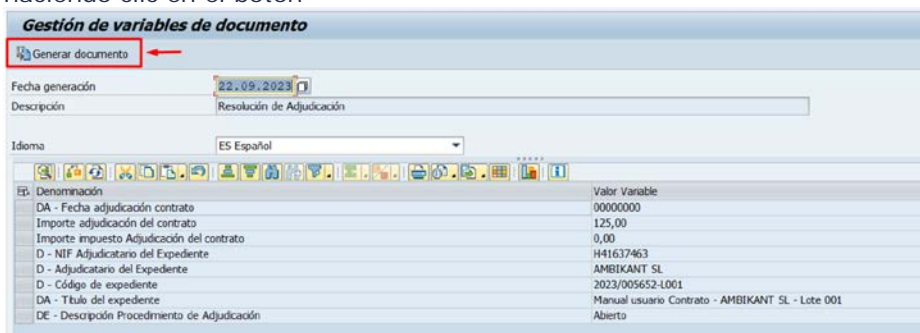 haciendo clic en el botón
Gestión de variables de documento
Generar documento
Fecha generación 22.09.2023
Descripción Resolución de Adjudicación
Idioma ES Español
Denominación Valor Variable
DA - Fecha adjudicación contrato 00000000
Importe adjudicación del contrato 125,00
Importe impuesto Adjudicación del contrato 0,00
D - NIF Adjudicatario del Expediente H41637463
D - Adjudicatario del Expediente AMBIKANT SL
D - Código de expediente 2023/005652-L001
DA - Título del expediente Manual usuario Contrato - AMBIKANT SL - Lote 001
DE - Descripción Procedimiento de Adjudicación Abierto